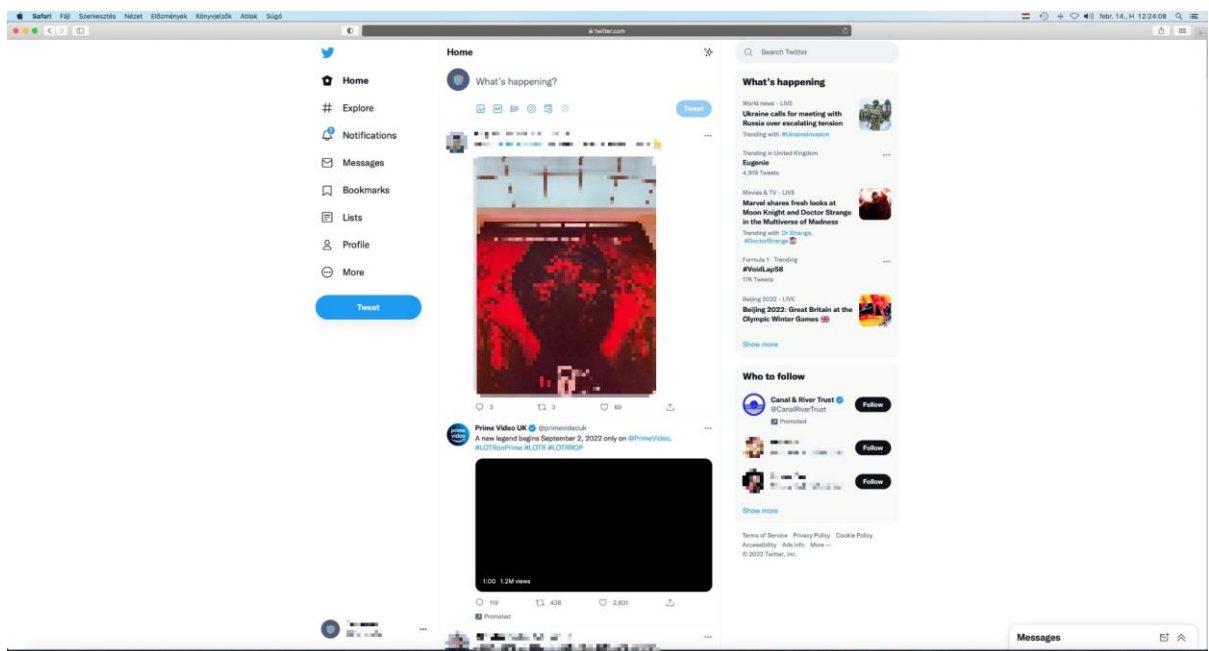 Safari Fájl Szerkesztés Nézet Előzmények Könyvjelzők Ablak Súgó
febr. 14., H 12:24:08
twitter.com
Home
Explore
Notifications
Messages
Bookmarks
Lists
Profile
More
Tweet
Home
What's happening?
Tweet
3 3 69
Prime Video UK @primevideouk
A new legend begins September 2, 2022 only on @PrimeVideo.
#LOTRonPrime #LOTR #LOTRROP
1:00 1.2M views
119 438 2,631
Promoted
Search Twitter
What's happening
World news · LIVE
Ukraine calls for meeting with
Russia over escalating tension
Trending with #UkraineInvasion
Trending in United Kingdom
Eugenie
4,919 Tweets
Movies & TV · LIVE
Marvel shares fresh looks at
Moon Knight and Doctor Strange
in the Multiverse of Madness
Trending with Dr Strange,
#DoctorStrange
Formula 1 · Trending
#VoidLap58
17K Tweets
Beijing 2022 · LIVE
Beijing 2022: Great Britain at the
Olympic Winter Games
Show more
Who to follow
Canal & River Trust
@CanalRiverTrust
Promoted
Follow
Follow
Follow
Show more
Terms of Service Privacy Policy Cookie Policy
Accessibility Ads info More ···
© 2022 Twitter, Inc.
Messages